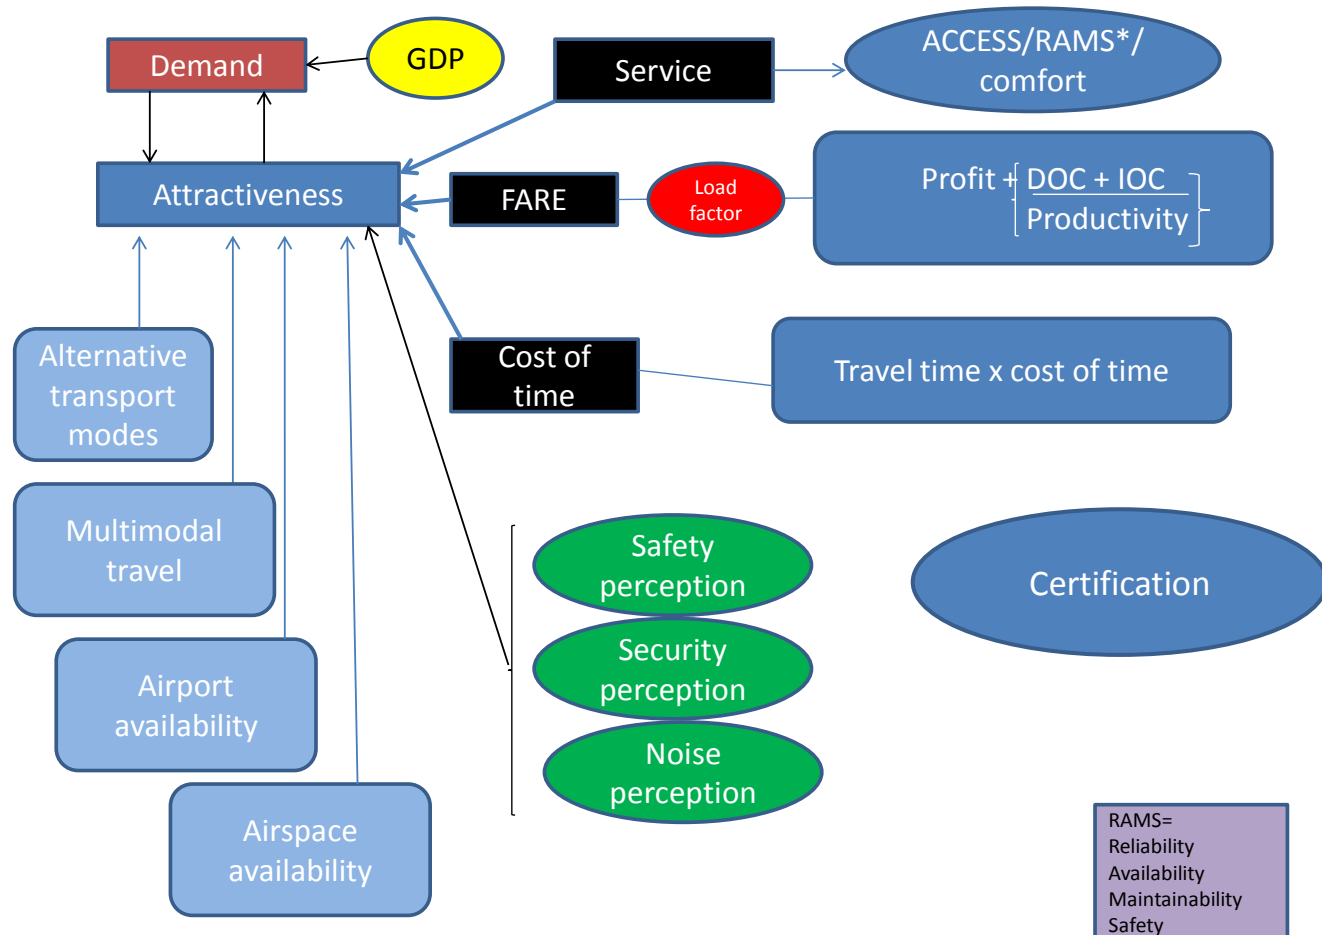 Demand
GDP
Service
ACCESS/RAMS*/
comfort
Attractiveness
FARE
Load
factor
Profit + DOC + IOC
Productivity
Alternative
transport
modes
Cost of
time
Travel time x cost of time
Multimodal
travel
Safety
perception
Certification
Security
perception
Airport
availability
Noise
perception
Airspace
availability
RAMS=
Reliability
Availability
Maintainability
Safety